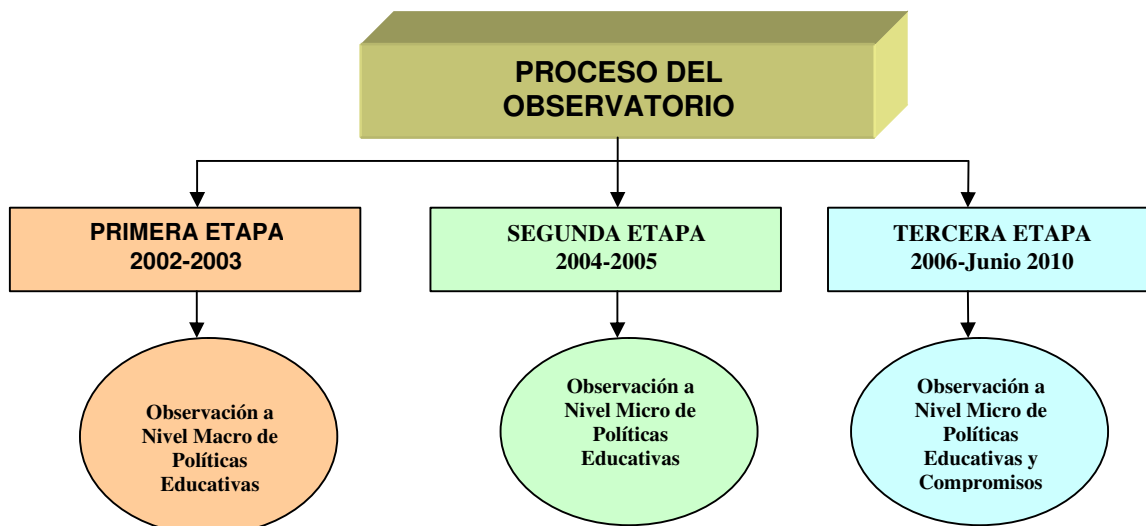 PROCESO DEL
OBSERVATORIO
PRIMERA ETAPA
2002-2003
SEGUNDA ETAPA
2004-2005
TERCERA ETAPA
2006-Junio 2010
Observación a
Nivel Macro de
Políticas
Educativas
Observación a
Nivel Micro de
Políticas
Educativas
Observación a
Nivel Micro de
Políticas
Educativas y
Compromisos